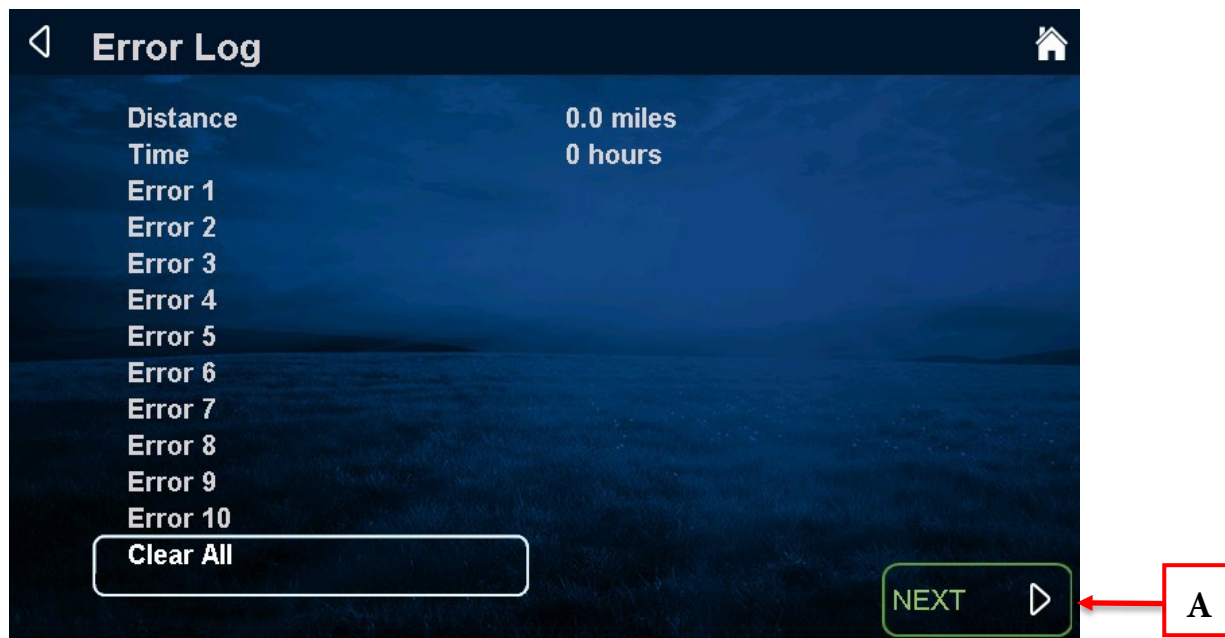 Error Log
Distance 0.0 miles
Time 0 hours
Error 1
Error 2
Error 3
Error 4
Error 5
Error 6
Error 7
Error 8
Error 9
Error 10
Clear All
NEXT
A